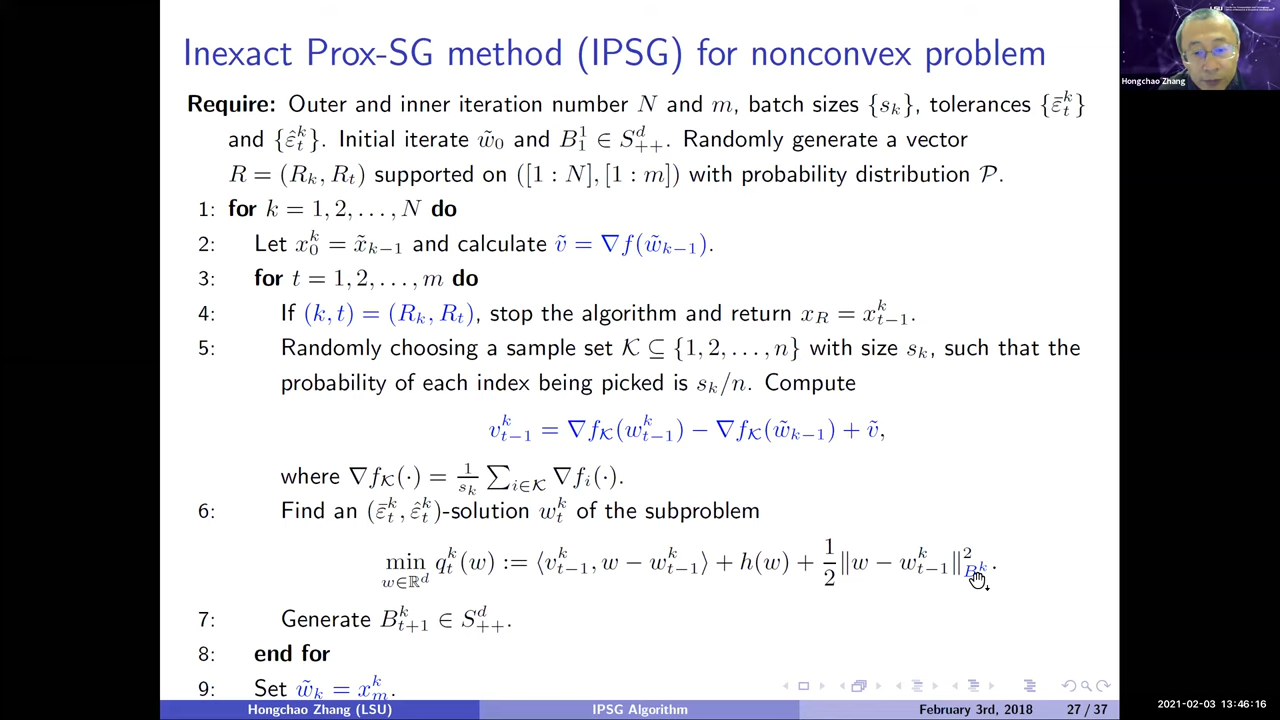 Inexact Prox-SG method (IPSG) for nonconvex problem
Hongchao Zhang
Require: Outer and inner iteration number N and m, batch sizes {s_k}, tolerances {ε̄_t^k}
and {ε̂_t^k}. Initial iterate w̃_0 and B_1^1 ∈ S_{++}^d. Randomly generate a vector
R = (R_k, R_t) supported on ([1 : N], [1 : m]) with probability distribution 𝒫.
1: for k = 1, 2, . . . , N do
2: Let x_0^k = x̃_{k−1} and calculate ṽ = ∇f(w̃_{k−1}).
3: for t = 1, 2, . . . , m do
4: If (k, t) = (R_k, R_t), stop the algorithm and return x_R = x_{t−1}^k.
5: Randomly choosing a sample set 𝒦 ⊆ {1, 2, . . . , n} with size s_k, such that the
probability of each index being picked is s_k/n. Compute
v_{t−1}^k = ∇f_𝒦(w_{t−1}^k) − ∇f_𝒦(w̃_{k−1}) + ṽ,
where ∇f_𝒦(·) = 1/s_k ∑_{i∈𝒦} ∇f_i(·).
6: Find an (ε̄_t^k, ε̂_t^k)-solution w_t^k of the subproblem
min_{w∈ℝ^d} q_t^k(w) := ⟨v_{t−1}^k, w − w_{t−1}^k⟩ + h(w) + 1/2 ‖w − w_{t−1}^k‖²_{B^k}.
7: Generate B_{t+1}^k ∈ S_{++}^d.
8: end for
9: Set w̃_k = x_m^k.
Hongchao Zhang (LSU)
IPSG Algorithm
February 3rd, 2018
27 / 37
2021-02-03 13:46:16